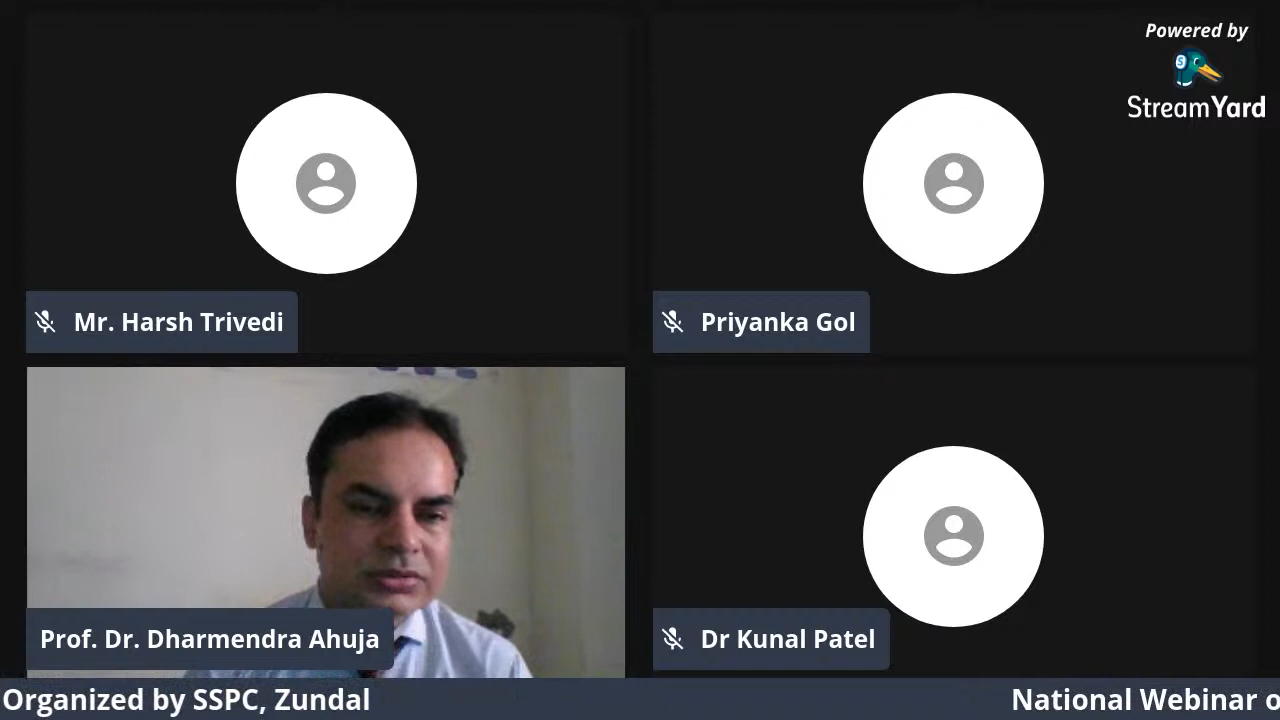 Powered by
StreamYard
Mr. Harsh Trivedi
Priyanka Gol
Prof. Dr. Dharmendra Ahuja
Dr Kunal Patel
Organized by SSPC, Zundal
National Webinar o